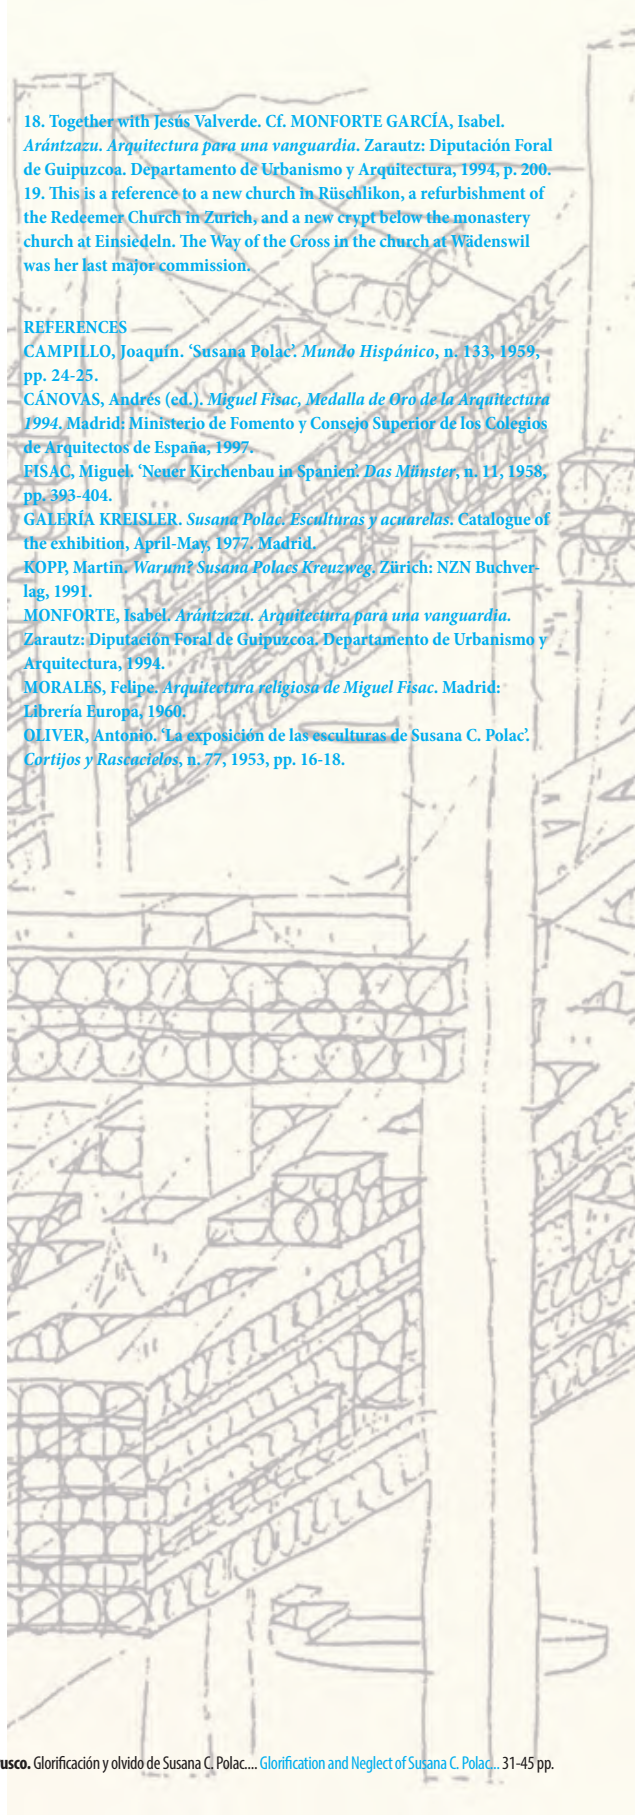 18. Together with Jesús Valverde. Cf. MONFORTE GARCÍA, Isabel.
Arántzazu. Arquitectura para una vanguardia. Zarautz: Diputación Foral
de Guipuzcoa. Departamento de Urbanismo y Arquitectura, 1994, p. 200.
19. This is a reference to a new church in Rüschlikon, a refurbishment of
the Redeemer Church in Zurich, and a new crypt below the monastery
church at Einsiedeln. The Way of the Cross in the church at Wädenswil
was her last major commission.
REFERENCES
CAMPILLO, Joaquín. ‘Susana Polac’. Mundo Hispánico, n. 133, 1959,
pp. 24-25.
CÁNOVAS, Andrés (ed.). Miguel Fisac, Medalla de Oro de la Arquitectura
1994. Madrid: Ministerio de Fomento y Consejo Superior de los Colegios
de Arquitectos de España, 1997.
FISAC, Miguel. ‘Neuer Kirchenbau in Spanien’. Das Münster, n. 11, 1958,
pp. 393-404.
GALERÍA KREISLER. Susana Polac. Esculturas y acuarelas. Catalogue of
the exhibition, April-May, 1977. Madrid.
KOPP, Martin. Warum? Susana Polacs Kreuzweg. Zürich: NZN Buchver-
lag, 1991.
MONFORTE, Isabel. Arántzazu. Arquitectura para una vanguardia.
Zarautz: Diputación Foral de Guipuzcoa. Departamento de Urbanismo y
Arquitectura, 1994.
MORALES, Felipe. Arquitectura religiosa de Miguel Fisac. Madrid:
Librería Europa, 1960.
OLIVER, Antonio. ‘La exposición de las esculturas de Susana C. Polac’.
Cortijos y Rascacielos, n. 77, 1953, pp. 16-18.
usco. Glorificación y olvido de Susana C. Polac.... Glorification and Neglect of Susana C. Polac... 31-45 pp.